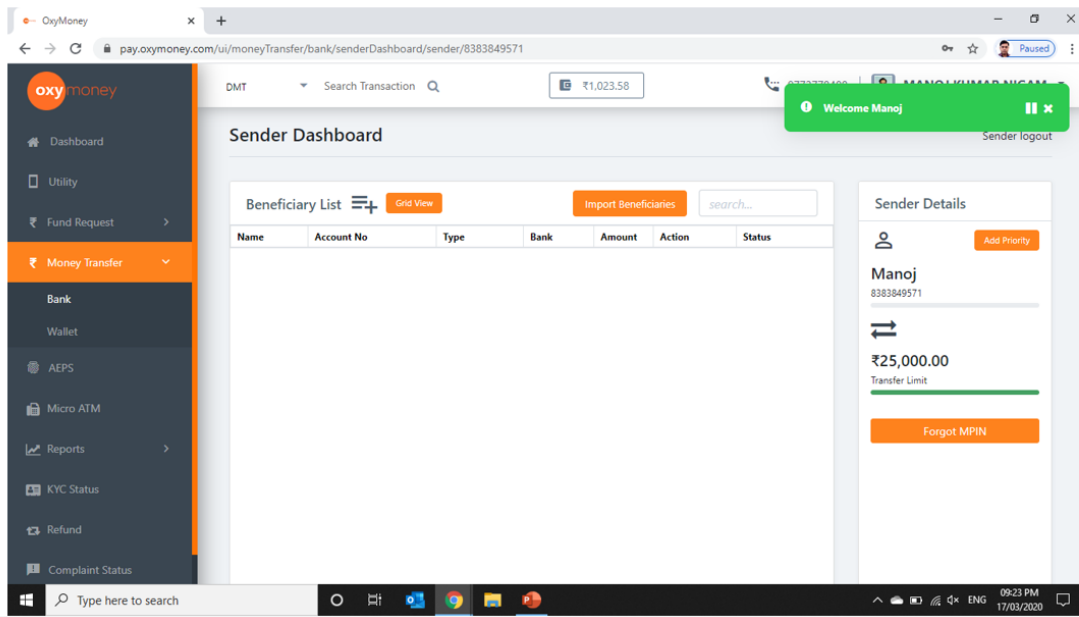 OxyMoney
pay.oxymoney.com/ui/moneyTransfer/bank/senderDashboard/sender/8383849571
Paused
oxymoney
DMT
Search Transaction
₹1,023.58
Welcome Manoj
Sender Dashboard
Sender logout
Dashboard
Utility
Fund Request
Money Transfer
Bank
Wallet
AEPS
Micro ATM
Reports
KYC Status
Refund
Complaint Status
Beneficiary List
Grid View
Import Beneficiaries
search...
Name Account No Type Bank Amount Action Status
Sender Details
Add Priority
Manoj
8383849571
₹25,000.00
Transfer Limit
Forgot MPIN
Type here to search
ENG
09:23 PM
17/03/2020